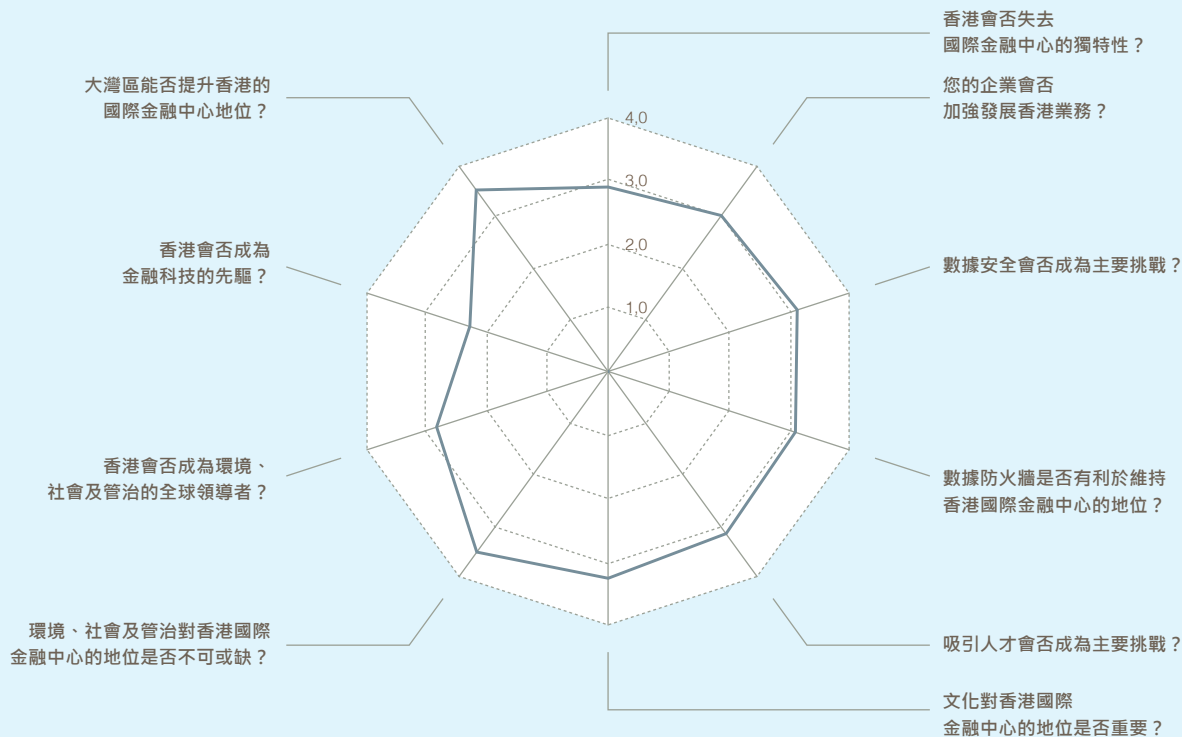 香港會否失去
國際金融中心的獨特性？
您的企業會否
加強發展香港業務？
數據安全會否成為主要挑戰？
數據防火牆是否有利於維持
香港國際金融中心的地位？
吸引人才會否成為主要挑戰？
文化對香港國際
金融中心的地位是否重要？
環境、社會及管治對香港國際
金融中心的地位是否不可或缺？
香港會否成為環境、
社會及管治的全球領導者？
香港會否成為
金融科技的先驅？
大灣區能否提升香港的
國際金融中心地位？
4,0
3,0
2,0
1,0